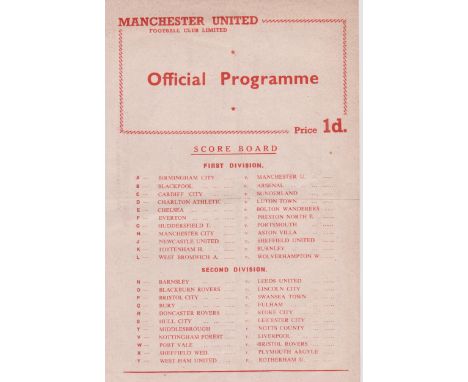 MANCHESTER UNITED
FOOTBALL CLUB LIMITED
Official Programme
Price 1d.
SCORE BOARD
FIRST DIVISION.
A — BIRMINGHAM CITY ...... v. MANCHESTER U. ......
B — BLACKPOOL ...... v. ARSENAL ......
C — CARDIFF CITY ...... v. SUNDERLAND ......
D — CHARLTON ATHLETIC ...... v. LUTON TOWN ......
E — CHELSEA ...... v. BOLTON WANDERERS ......
F — EVERTON ...... v. PRESTON NORTH E. ......
G — HUDDERSFIELD T. ...... v. PORTSMOUTH ......
H — MANCHESTER CITY ...... v. ASTON VILLA ......
J — NEWCASTLE UNITED ...... v. SHEFFIELD UNITED ......
K — TOTTENHAM H. ...... v. BURNLEY ......
L — WEST BROMWICH A. ...... v. WOLVERHAMPTON W. ......
SECOND DIVISION.
N — BARNSLEY ...... v. LEEDS UNITED ......
O — BLACKBURN ROVERS ...... v. LINCOLN CITY ......
P — BRISTOL CITY ...... v. SWANSEA TOWN ......
Q — BURY ...... v. FULHAM ......
R — DONCASTER ROVERS ...... v. STOKE CITY ......
S — HULL CITY ...... v. LEICESTER CITY ......
T — MIDDLESBROUGH ...... v. NOTTS COUNTY ......
V — NOTTINGHAM FOREST ...... v. LIVERPOOL ......
W — PORT VALE ...... v. BRISTOL ROVERS ......
X — SHEFFIELD WED. ...... v. PLYMOUTH ARGYLE ......
Y — WEST HAM UNITED ...... v. ROTHERHAM U. ......